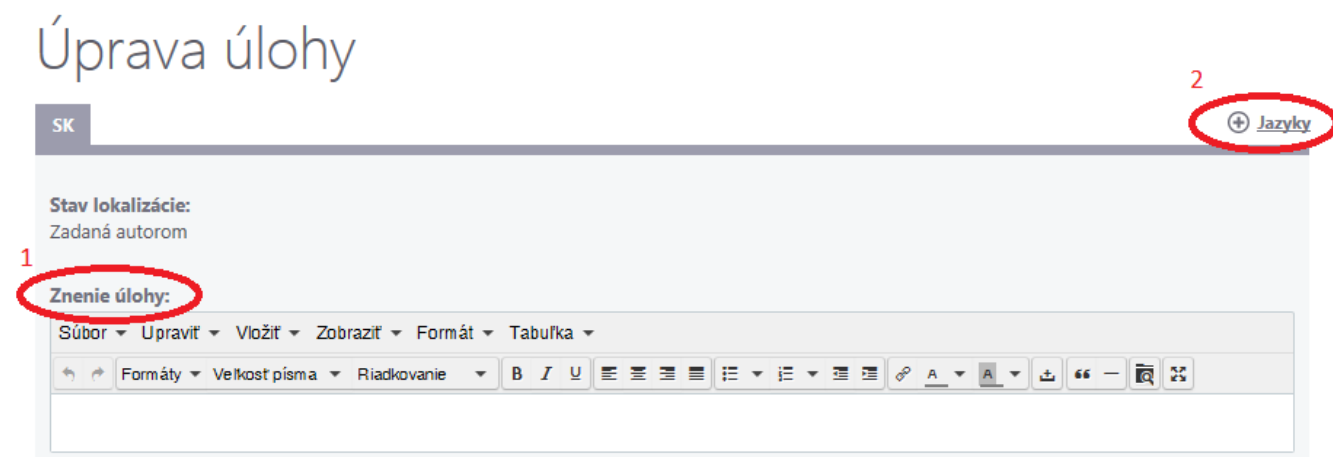 Úprava úlohy
2
SK
Jazyky
Stav lokalizácie:
Zadaná autorom
1
Znenie úlohy:
Súbor Upraviť Vložiť Zobraziť Formát Tabuľka
Formáty Veľkosť písma Riadkovanie B I U A A